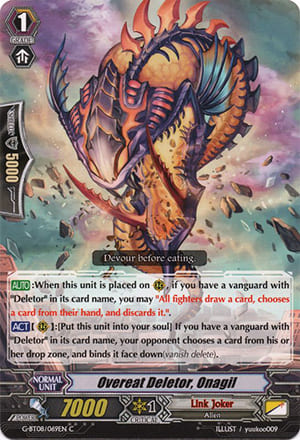 1
GRADE
SHIELD
5000
Devour before eating.
AUTO :When this unit is placed on , if you have a vanguard with
"Deletor" in its card name, you may "All fighters draw a card, chooses
a card from their hand, and discards it.".
ACT [ ]:[Put this unit into your soul] If you have a vanguard with
"Deletor" in its card name, your opponent chooses a card from his or
her drop zone, and binds it face down(vanish delete).
NORMAL
UNIT
Overeat Deletor, Onagil
POWER
7000
1
CRITICAL
Link Joker
Alien
G-BT08/069EN C
ILLUST / yuukoo009